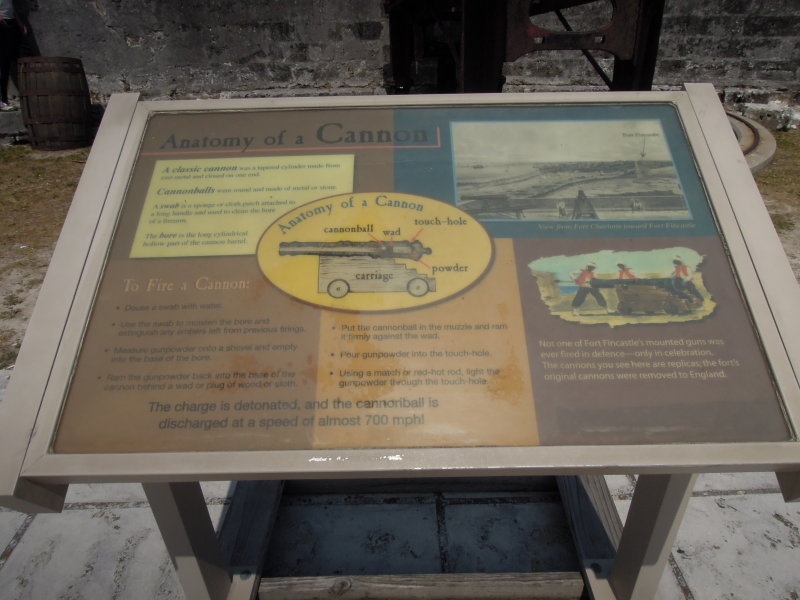 Anatomy of a Cannon
A classic cannon was a tapered cylinder made from
cast metal and closed on one end.
Cannonballs were round and made of metal or stone.
A swab is a sponge or cloth patch attached to
a long handle and used to clean the bore
of a firearm.
The bore is the long cylindrical
hollow part of the cannon barrel.
Anatomy of a Cannon
cannonball
wad
touch-hole
powder
carriage
To Fire a Cannon:
• Douse a swab with water.
• Use the swab to moisten the bore and
extinguish any embers left from previous firings.
• Measure gunpowder onto a shovel and empty
into the base of the bore.
• Ram the gunpowder back into the base of the
cannon behind a wad or plug of wood or cloth.
• Put the cannonball in the muzzle and ram
it firmly against the wad.
• Pour gunpowder into the touch-hole.
• Using a match or red-hot rod, light the
gunpowder through the touch-hole.
The charge is detonated, and the cannonball is
discharged at a speed of almost 700 mph!
Fort Fincastle
View from Fort Charlotte toward Fort Fincastle
Not one of Fort Fincastle's mounted guns was
ever fired in defence—only in celebration.
The cannons you see here are replicas; the fort's
original cannons were removed to England.